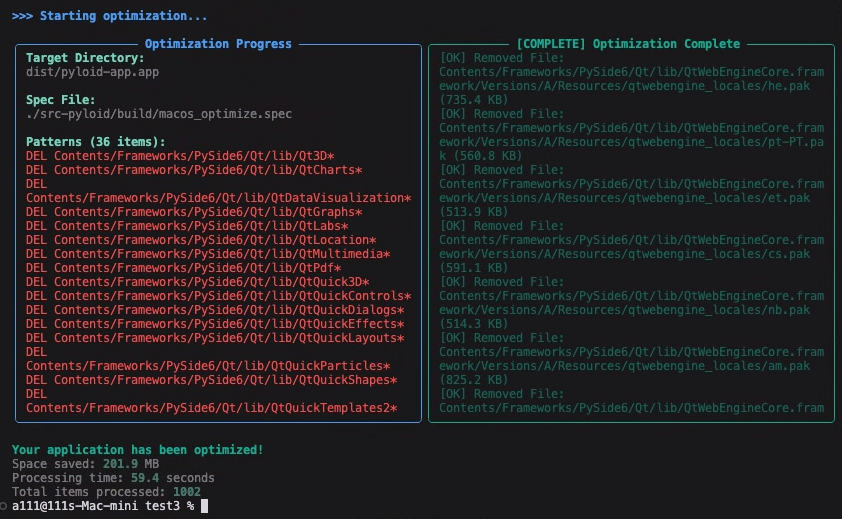 >>> Starting optimization...
Optimization Progress
Target Directory:
dist/pyloid-app.app
Spec File:
./src-pyloid/build/macos_optimize.spec
Patterns (36 items):
DEL Contents/Frameworks/PySide6/Qt/lib/Qt3D*
DEL Contents/Frameworks/PySide6/Qt/lib/QtCharts*
DEL
Contents/Frameworks/PySide6/Qt/lib/QtDataVisualization*
DEL Contents/Frameworks/PySide6/Qt/lib/QtGraphs*
DEL Contents/Frameworks/PySide6/Qt/lib/QtLabs*
DEL Contents/Frameworks/PySide6/Qt/lib/QtLocation*
DEL Contents/Frameworks/PySide6/Qt/lib/QtMultimedia*
DEL Contents/Frameworks/PySide6/Qt/lib/QtPdf*
DEL Contents/Frameworks/PySide6/Qt/lib/QtQuick3D*
DEL Contents/Frameworks/PySide6/Qt/lib/QtQuickControls*
DEL Contents/Frameworks/PySide6/Qt/lib/QtQuickDialogs*
DEL Contents/Frameworks/PySide6/Qt/lib/QtQuickEffects*
DEL Contents/Frameworks/PySide6/Qt/lib/QtQuickLayouts*
DEL
Contents/Frameworks/PySide6/Qt/lib/QtQuickParticles*
DEL Contents/Frameworks/PySide6/Qt/lib/QtQuickShapes*
DEL
Contents/Frameworks/PySide6/Qt/lib/QtQuickTemplates2*
[COMPLETE] Optimization Complete
[OK] Removed File:
Contents/Frameworks/PySide6/Qt/lib/QtWebEngineCore.fram
ework/Versions/A/Resources/qtwebengine_locales/he.pak
(735.4 KB)
[OK] Removed File:
Contents/Frameworks/PySide6/Qt/lib/QtWebEngineCore.fram
ework/Versions/A/Resources/qtwebengine_locales/pt-PT.pa
k (560.8 KB)
[OK] Removed File:
Contents/Frameworks/PySide6/Qt/lib/QtWebEngineCore.fram
ework/Versions/A/Resources/qtwebengine_locales/et.pak
(513.9 KB)
[OK] Removed File:
Contents/Frameworks/PySide6/Qt/lib/QtWebEngineCore.fram
ework/Versions/A/Resources/qtwebengine_locales/cs.pak
(591.1 KB)
[OK] Removed File:
Contents/Frameworks/PySide6/Qt/lib/QtWebEngineCore.fram
ework/Versions/A/Resources/qtwebengine_locales/nb.pak
(514.3 KB)
[OK] Removed File:
Contents/Frameworks/PySide6/Qt/lib/QtWebEngineCore.fram
ework/Versions/A/Resources/qtwebengine_locales/am.pak
(825.2 KB)
[OK] Removed File:
Contents/Frameworks/PySide6/Qt/lib/QtWebEngineCore.fram
Your application has been optimized!
Space saved: 201.9 MB
Processing time: 59.4 seconds
Total items processed: 1002
a111@111s-Mac-mini test3 %